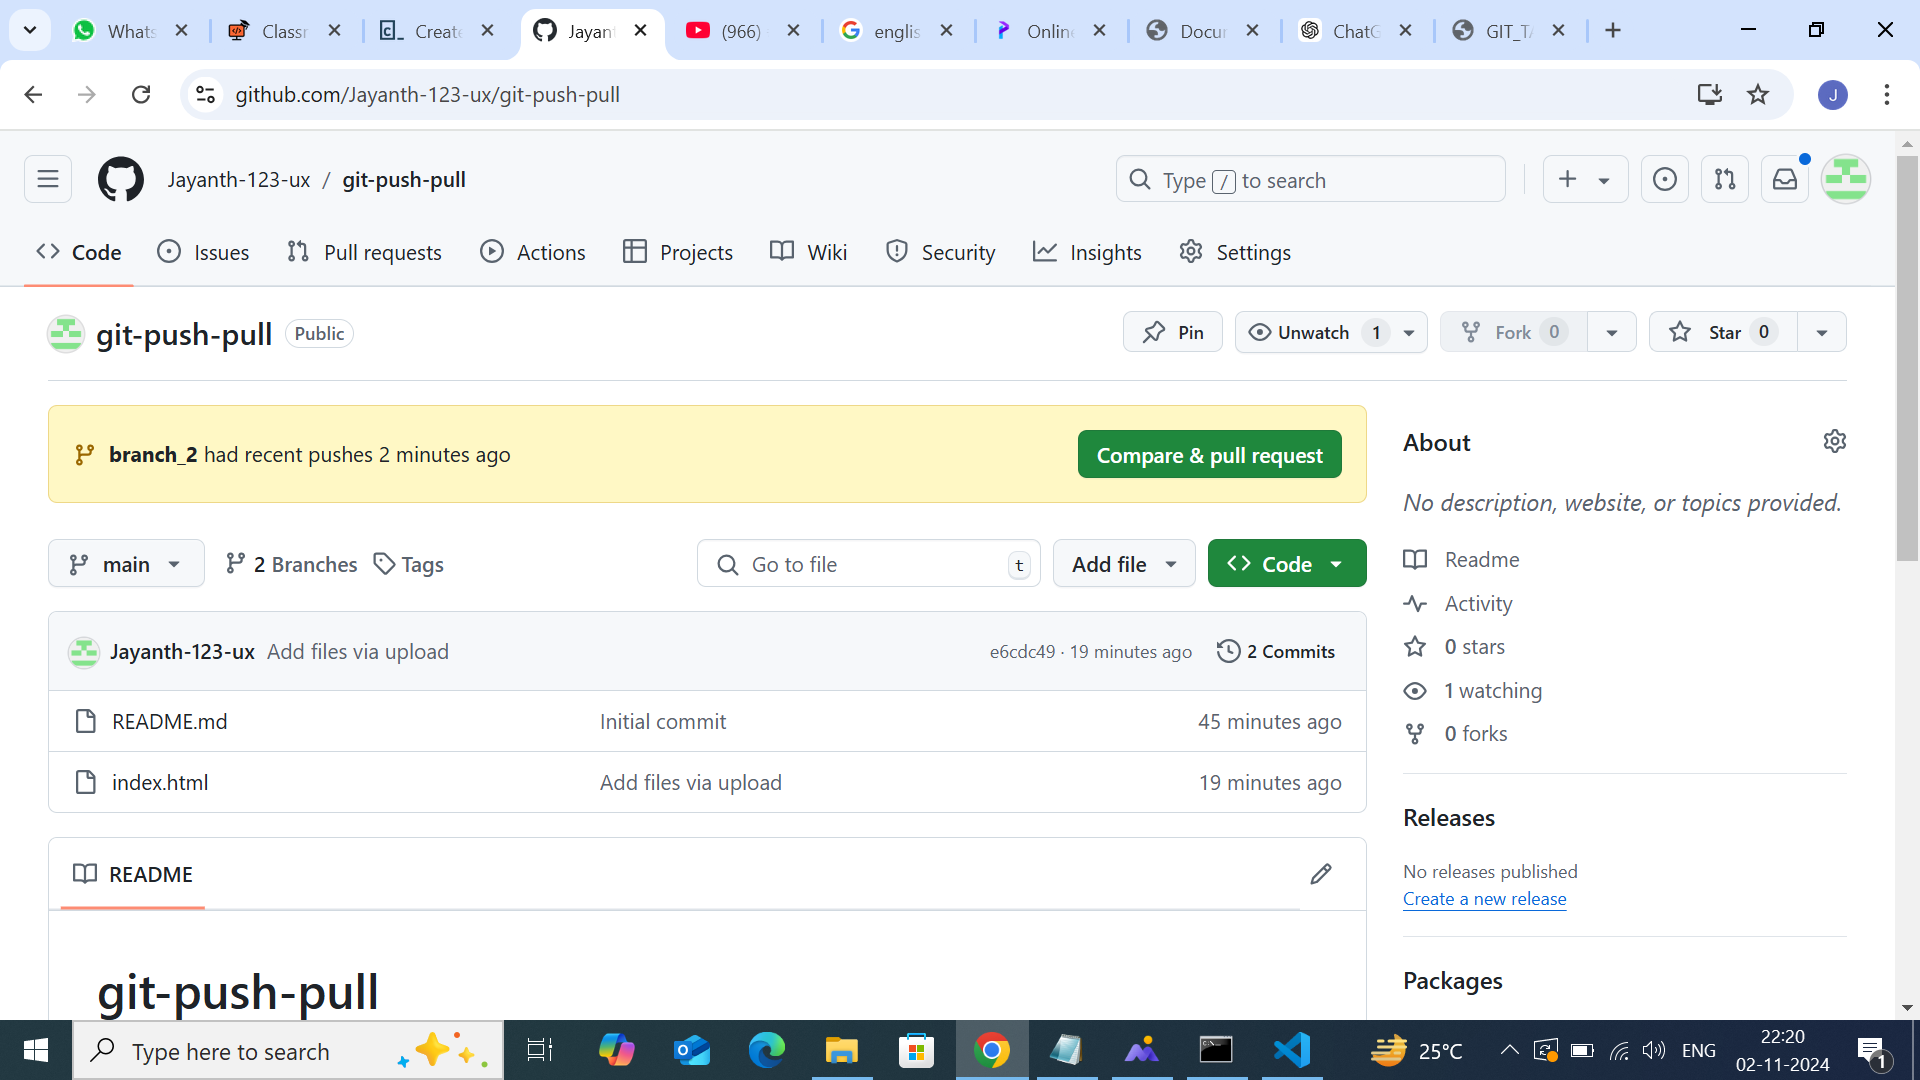 Whats
Classr
Create
Jayant
(966)
englis
Online
Docur
ChatG
GIT_TA
github.com/Jayanth-123-ux/git-push-pull
J
Jayanth-123-ux / git-push-pull
Type / to search
Code
Issues
Pull requests
Actions
Projects
Wiki
Security
Insights
Settings
git-push-pull
Public
Pin
Unwatch 1
Fork 0
Star 0
branch_2 had recent pushes 2 minutes ago
Compare & pull request
main
2 Branches
Tags
Go to file
t
Add file
Code
Jayanth-123-ux Add files via upload
e6cdc49 · 19 minutes ago
2 Commits
README.md
Initial commit
45 minutes ago
index.html
Add files via upload
19 minutes ago
README
git-push-pull
About
No description, website, or topics provided.
Readme
Activity
0 stars
1 watching
0 forks
Releases
No releases published
Create a new release
Packages
Type here to search
25°C
ENG
22:20
02-11-2024
1